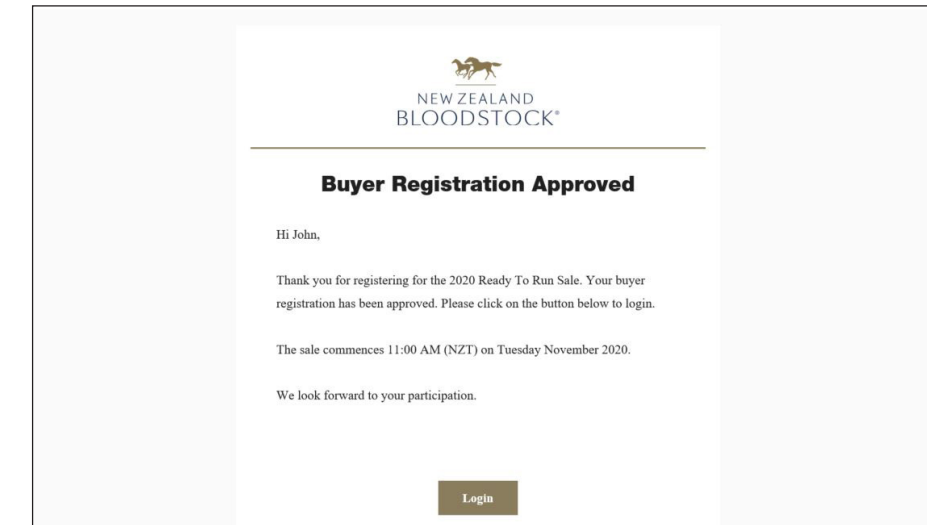 NEW ZEALAND
BLOODSTOCK®
Buyer Registration Approved
Hi John,
Thank you for registering for the 2020 Ready To Run Sale. Your buyer
registration has been approved. Please click on the button below to login.
The sale commences 11:00 AM (NZT) on Tuesday November 2020.
We look forward to your participation.
Login